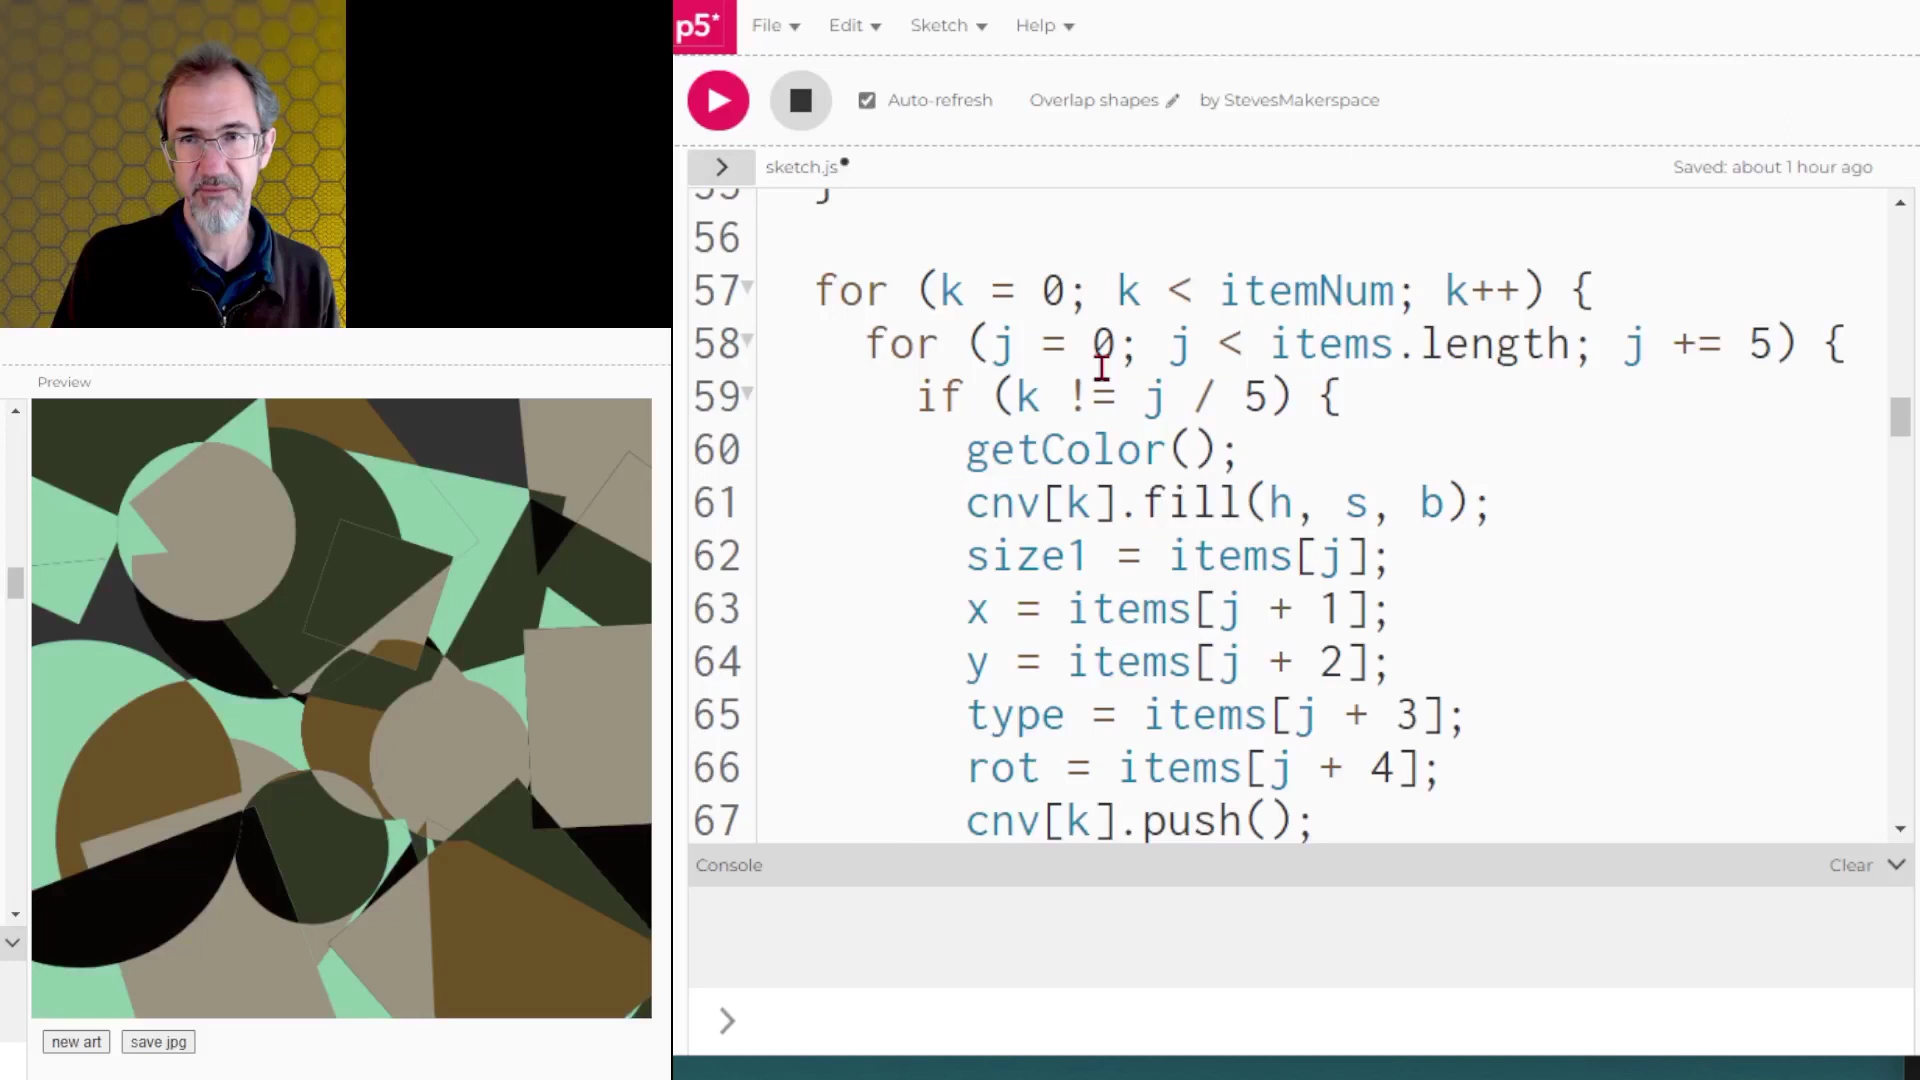 p5*
File
Edit
Sketch
Help
Auto-refresh
Overlap shapes
by StevesMakerspace
sketch.js
Saved: about 1 hour ago
Preview
56
57 for (k = 0; k < itemNum; k++) {
58 for (j = 0; j < items.length; j += 5) {
59 if (k != j / 5) {
60 getColor();
61 cnv[k].fill(h, s, b);
62 size1 = items[j];
63 x = items[j + 1];
64 y = items[j + 2];
65 type = items[j + 3];
66 rot = items[j + 4];
67 cnv[k].push();
Console
Clear
new art
save jpg